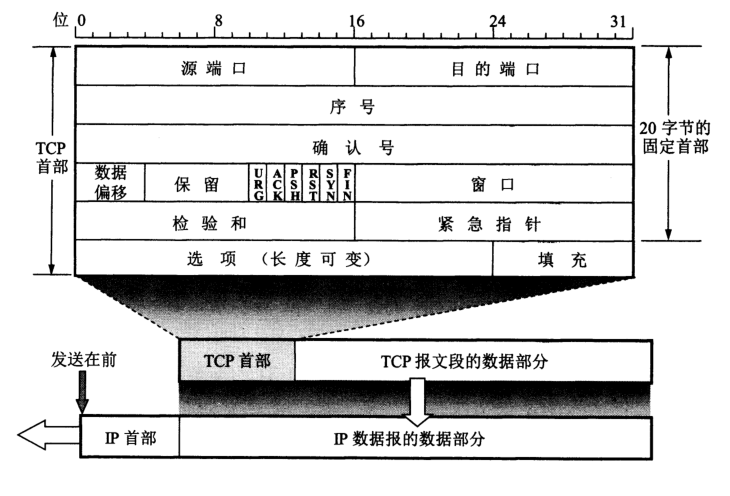 位 0 8 16 24 31
源端口 目的端口
序号
TCP
首部
20 字节的
固定首部
确认号
数据
偏移
保留
URG
ACK
PSH
RST
SYN
FIN
窗口
检验和 紧急指针
选项 (长度可变) 填充
发送在前
TCP 首部 TCP 报文段的数据部分
IP 首部 IP 数据报的数据部分